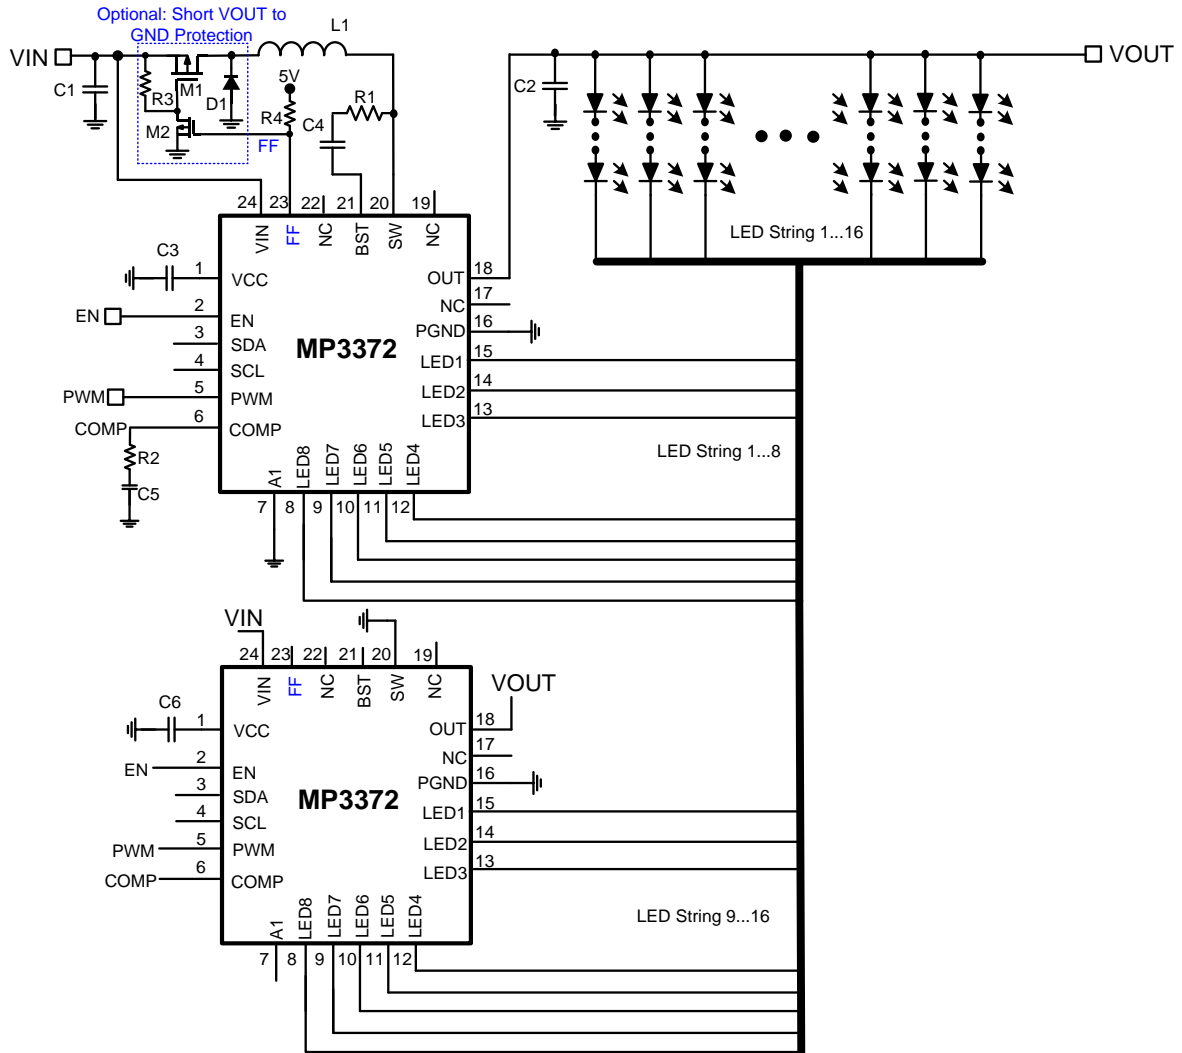 Optional: Short VOUT to
GND Protection
L1
VIN
VOUT
C1
R3
M1
D1
5V
R1
C2
M2
R4
C4
FF
24
23
22
21
20
19
VIN
FF
NC
BST
SW
NC
LED String 1...16
C3
1
VCC
OUT
18
EN
2
EN
NC
17
3
SDA
PGND
16
MP3372
4
SCL
LED1
15
PWM
5
PWM
LED2
14
COMP
6
COMP
LED3
13
R2
C5
LED String 1...8
A1
LED8
LED7
LED6
LED5
LED4
7
8
9
10
11
12
VIN
24
23
22
21
20
19
VIN
FF
NC
BST
SW
NC
VOUT
C6
1
VCC
OUT
18
EN
2
EN
NC
17
3
SDA
PGND
16
MP3372
4
SCL
LED1
15
PWM
5
PWM
LED2
14
COMP
6
COMP
LED3
13
LED String 9...16
A1
LED8
LED7
LED6
LED5
LED4
7
8
9
10
11
12